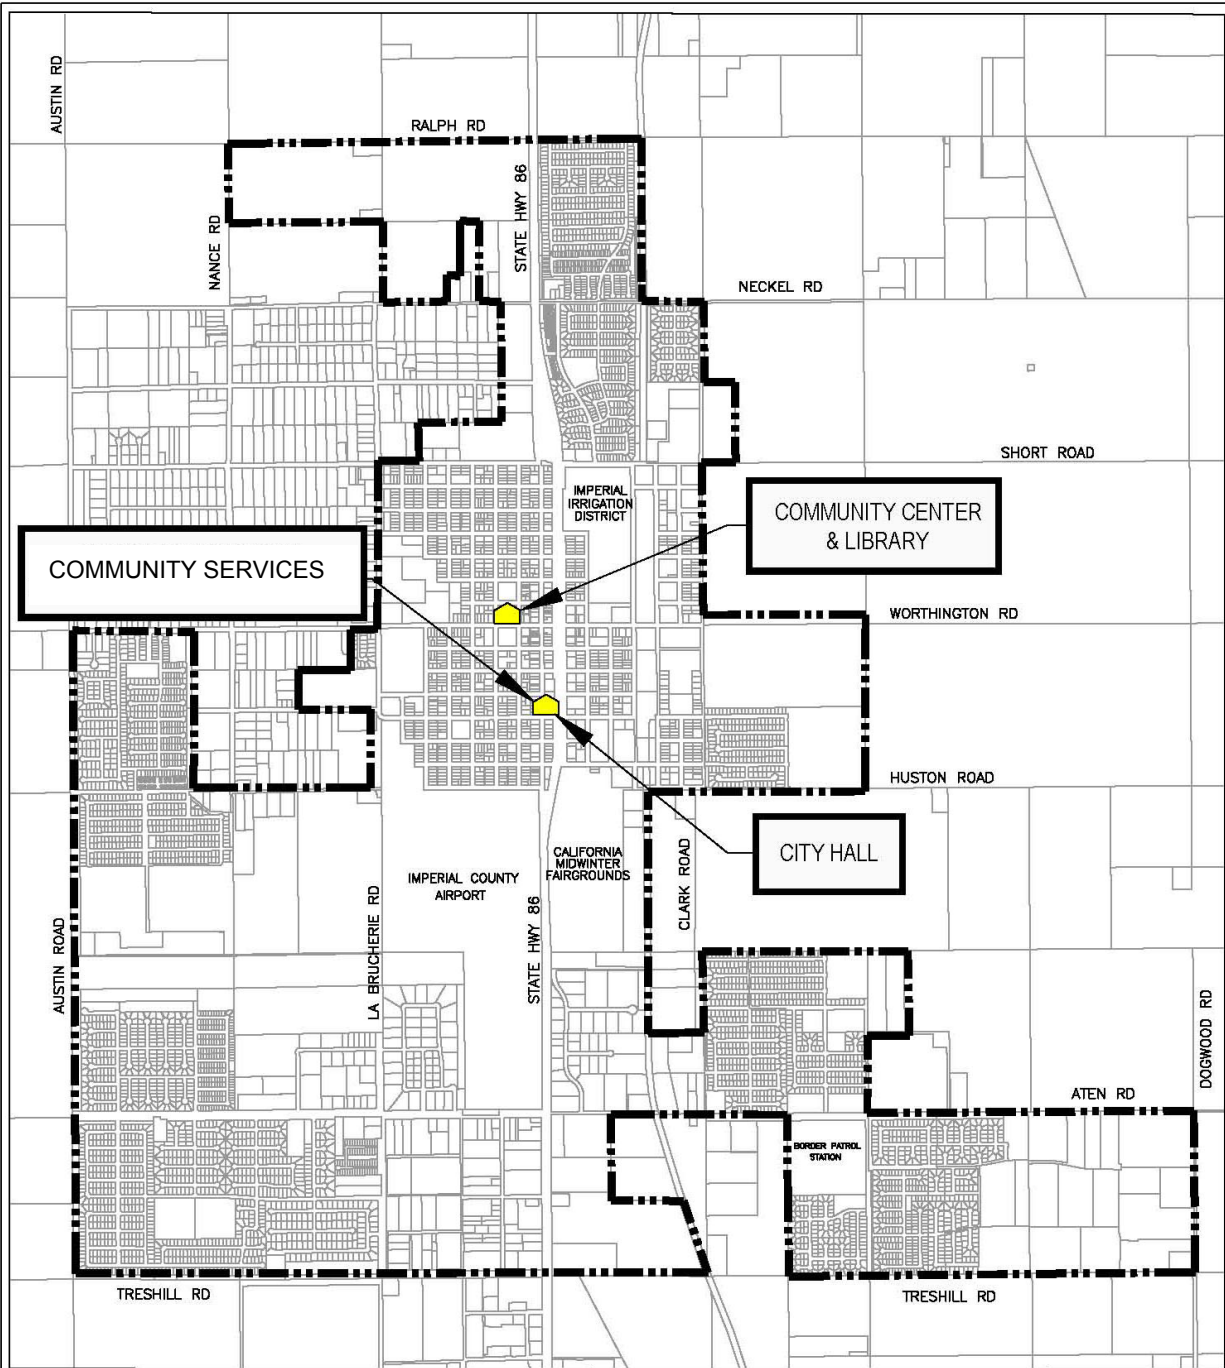 AUSTIN RD
RALPH RD
STATE HWY 86
NANCE RD
NECKEL RD
SHORT ROAD
IMPERIAL
IRRIGATION
DISTRICT
COMMUNITY CENTER
& LIBRARY
COMMUNITY SERVICES
WORTHINGTON RD
HUSTON ROAD
CITY HALL
CALIFORNIA
MIDWINTER
FAIRGROUNDS
CLARK ROAD
IMPERIAL COUNTY
AIRPORT
LA BRUCHERIE RD
STATE HWY 86
AUSTIN ROAD
DOGWOOD RD
ATEN RD
BORDER PATROL
STATION
TRESHILL RD
TRESHILL RD